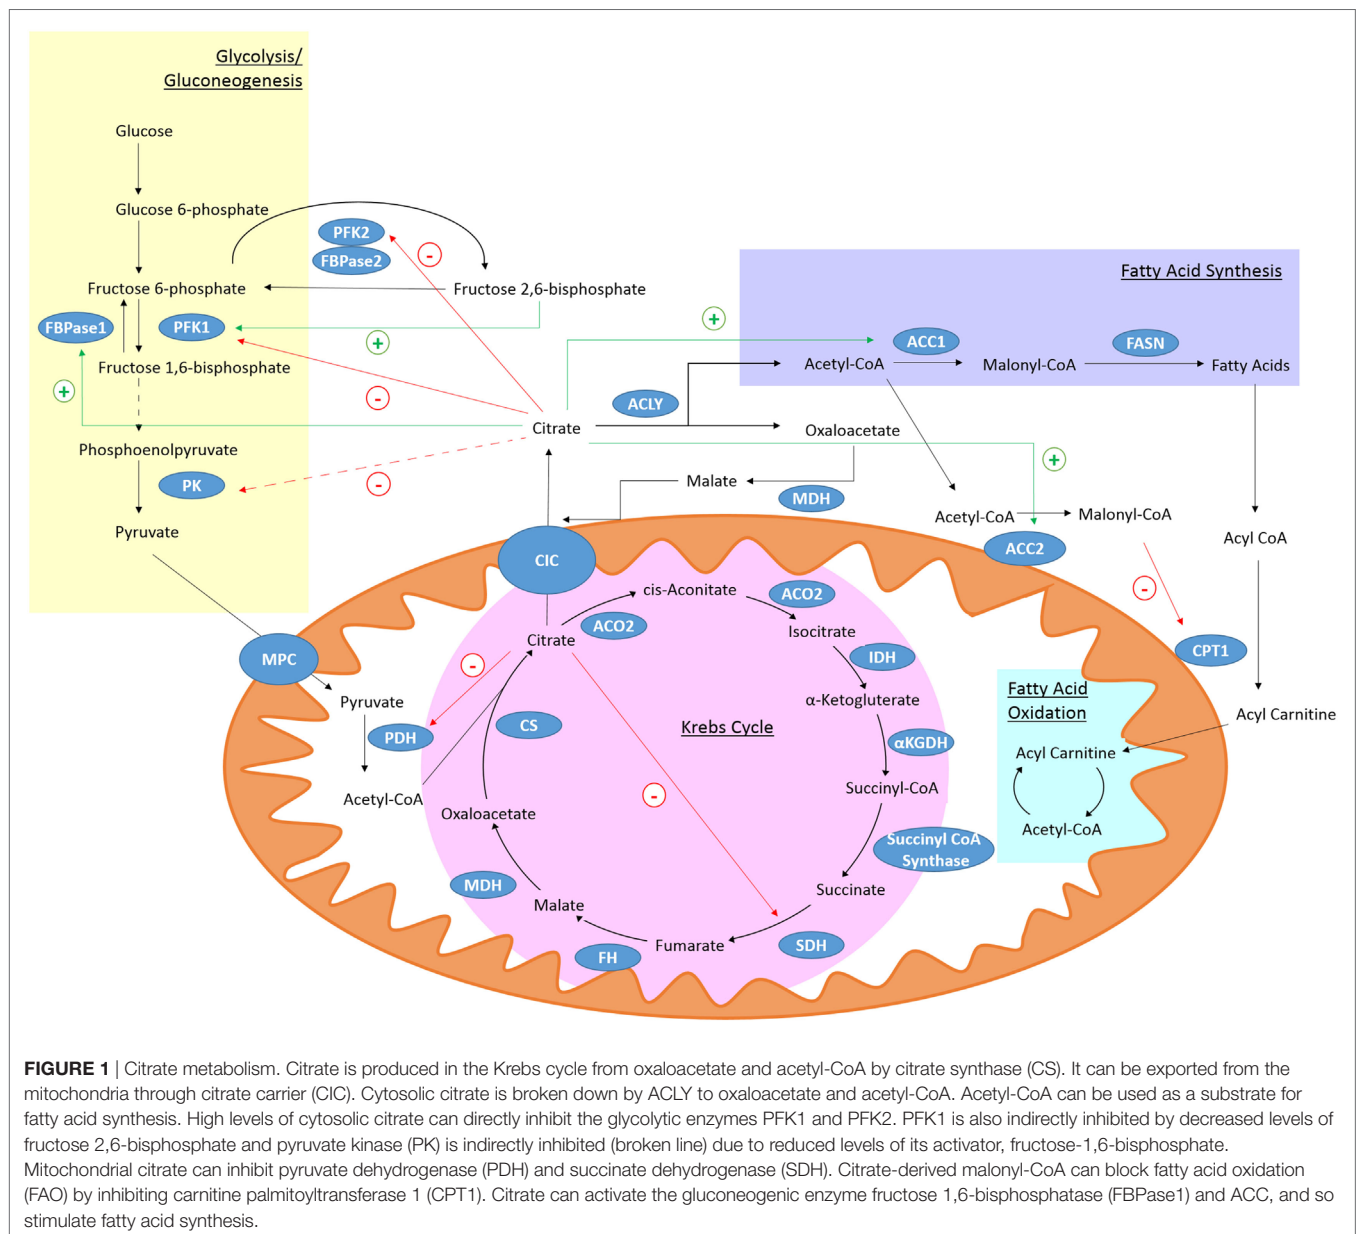 Glycolysis/
Gluconeogenesis
Glucose
Glucose 6-phosphate
PFK2
FBPase2
-
Fructose 6-phosphate
Fructose 2,6-bisphosphate
FBPase1
PFK1
+
Fructose 1,6-bisphosphate
+
-
Phosphoenolpyruvate
PK
-
Pyruvate
Fatty Acid Synthesis
+
ACC1
FASN
Acetyl-CoA
Malonyl-CoA
Fatty Acids
ACLY
Citrate
Oxaloacetate
+
Malate
MDH
Acetyl-CoA
Malonyl-CoA
ACC2
Acyl CoA
-
CPT1
Acyl Carnitine
CIC
MPC
cis-Aconitate
ACO2
ACO2
Citrate
Isocitrate
-
IDH
Pyruvate
α-Ketogluterate
PDH
CS
Krebs Cycle
αKGDH
Acetyl-CoA
-
Succinyl-CoA
Oxaloacetate
Succinyl CoA
Synthase
MDH
Succinate
Malate
Fumarate
SDH
FH
Fatty Acid
Oxidation
Acyl Carnitine
Acetyl-CoA
FIGURE 1 | Citrate metabolism. Citrate is produced in the Krebs cycle from oxaloacetate and acetyl-CoA by citrate synthase (CS). It can be exported from the
mitochondria through citrate carrier (CIC). Cytosolic citrate is broken down by ACLY to oxaloacetate and acetyl-CoA. Acetyl-CoA can be used as a substrate for
fatty acid synthesis. High levels of cytosolic citrate can directly inhibit the glycolytic enzymes PFK1 and PFK2. PFK1 is also indirectly inhibited by decreased levels of
fructose 2,6-bisphosphate and pyruvate kinase (PK) is indirectly inhibited (broken line) due to reduced levels of its activator, fructose-1,6-bisphosphate.
Mitochondrial citrate can inhibit pyruvate dehydrogenase (PDH) and succinate dehydrogenase (SDH). Citrate-derived malonyl-CoA can block fatty acid oxidation
(FAO) by inhibiting carnitine palmitoyltransferase 1 (CPT1). Citrate can activate the gluconeogenic enzyme fructose 1,6-bisphosphatase (FBPase1) and ACC, and so
stimulate fatty acid synthesis.